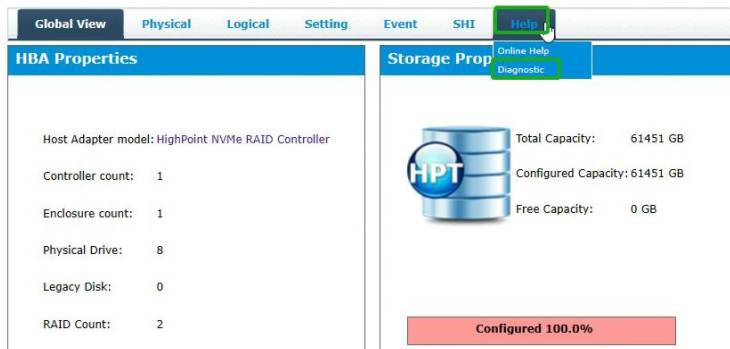 Global View Physical Logical Setting Event SHI Help
Online Help
Diagnostic
HBA Properties
Host Adapter model: HighPoint NVMe RAID Controller
Controller count: 1
Enclosure count: 1
Physical Drive: 8
Legacy Disk: 0
RAID Count: 2
Storage Prop
HPT
Total Capacity: 61451 GB
Configured Capacity: 61451 GB
Free Capacity: 0 GB
Configured 100.0%